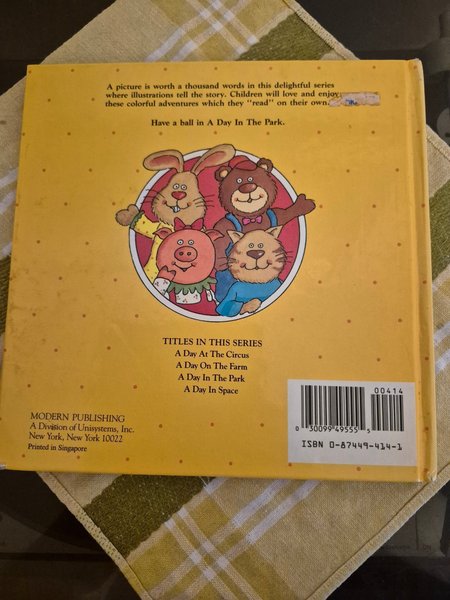 A picture is worth a thousand words in this delightful series
where illustrations tell the story. Children will love and enjoy
these colorful adventures which they "read" on their own.
Have a ball in A Day In The Park.
TITLES IN THIS SERIES
A Day At The Circus
A Day On The Farm
A Day In The Park
A Day In Space
MODERN PUBLISHING
A Division of Unisystems, Inc.
New York, New York 10022
Printed in Singapore
00414
0 30099 49555 5
ISBN 0-87449-414-1